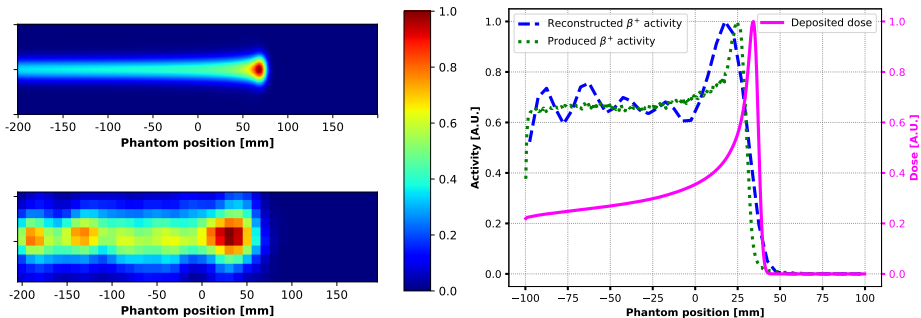 -200 -150 -100 -50 0 50 100 150
Phantom position [mm]
-200 -150 -100 -50 0 50 100 150
Phantom position [mm]
1.0
0.8
0.6
0.4
0.2
0.0
Reconstructed β⁺ activity
Produced β⁺ activity
Deposited dose
Activity [A.U.]
1.0
0.8
0.6
0.4
0.2
0.0
−100 −75 −50 −25 0 25 50 75 100
Phantom position [mm]
1.0
0.8
0.6
0.4
0.2
0.0
Dose [A.U.]